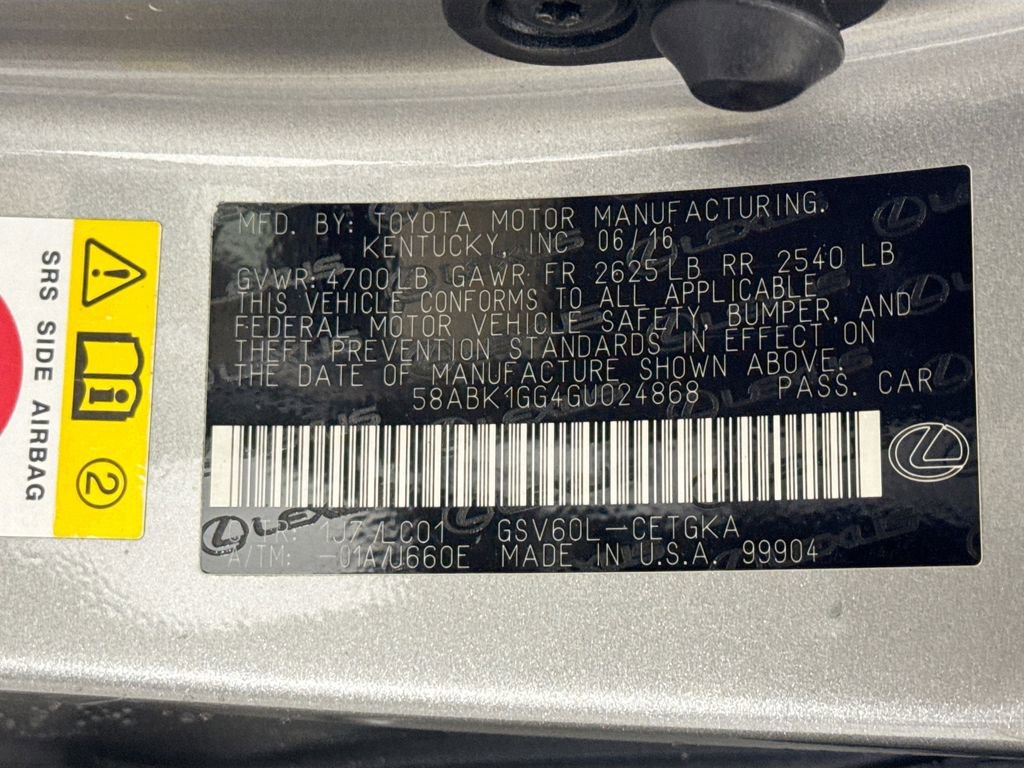 MFD. BY: TOYOTA MOTOR MANUFACTURING.
KENTUCKY, INC 06/16
GVWR:4700LB GAWR FR 2625LB RR 2540 LB
THIS VEHICLE CONFORMS TO ALL APPLICABLE
FEDERAL MOTOR VEHICLE SAFETY, BUMPER, AND
THEFT PREVENTION STANDARDS IN EFFECT ON
THE DATE OF MANUFACTURE SHOWN ABOVE.
58ABK1GG4GU024868 PASS. CAR
1J7/LC01 GSV60L-CETGKA
A/TM: -01A/U660E MADE IN U.S.A. 99904
LEXUS
SRS SIDE AIRBAG
2